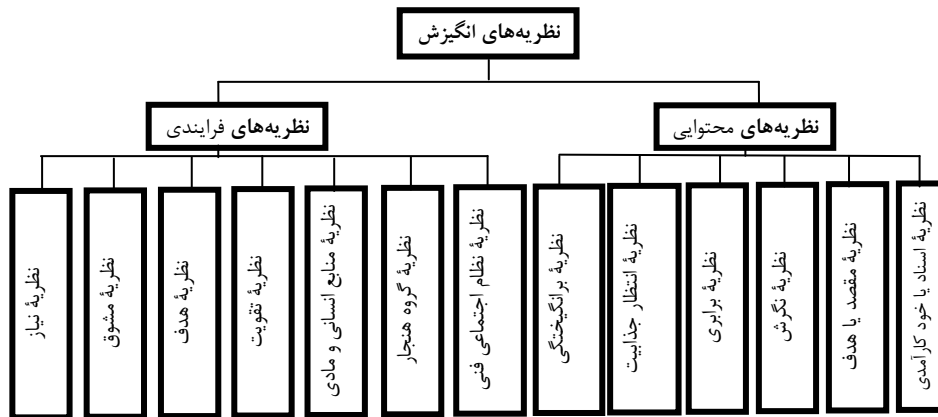 نظریه‌های انگیزش
نظریه‌های محتوایی
نظریه‌های فرایندی
نظریهٔ اسناد یا خود کارآمدی
نظریهٔ مقصد یا هدف
نظریهٔ نگرش
نظریهٔ برابری
نظریهٔ انتظار جذابیت
نظریهٔ برانگیختگی
نظریهٔ نظام اجتماعی فنی
نظریهٔ گروه هنجار
نظریهٔ منابع انسانی و مادی
نظریهٔ تقویت
نظریهٔ هدف
نظریهٔ مشوق
نظریهٔ نیاز